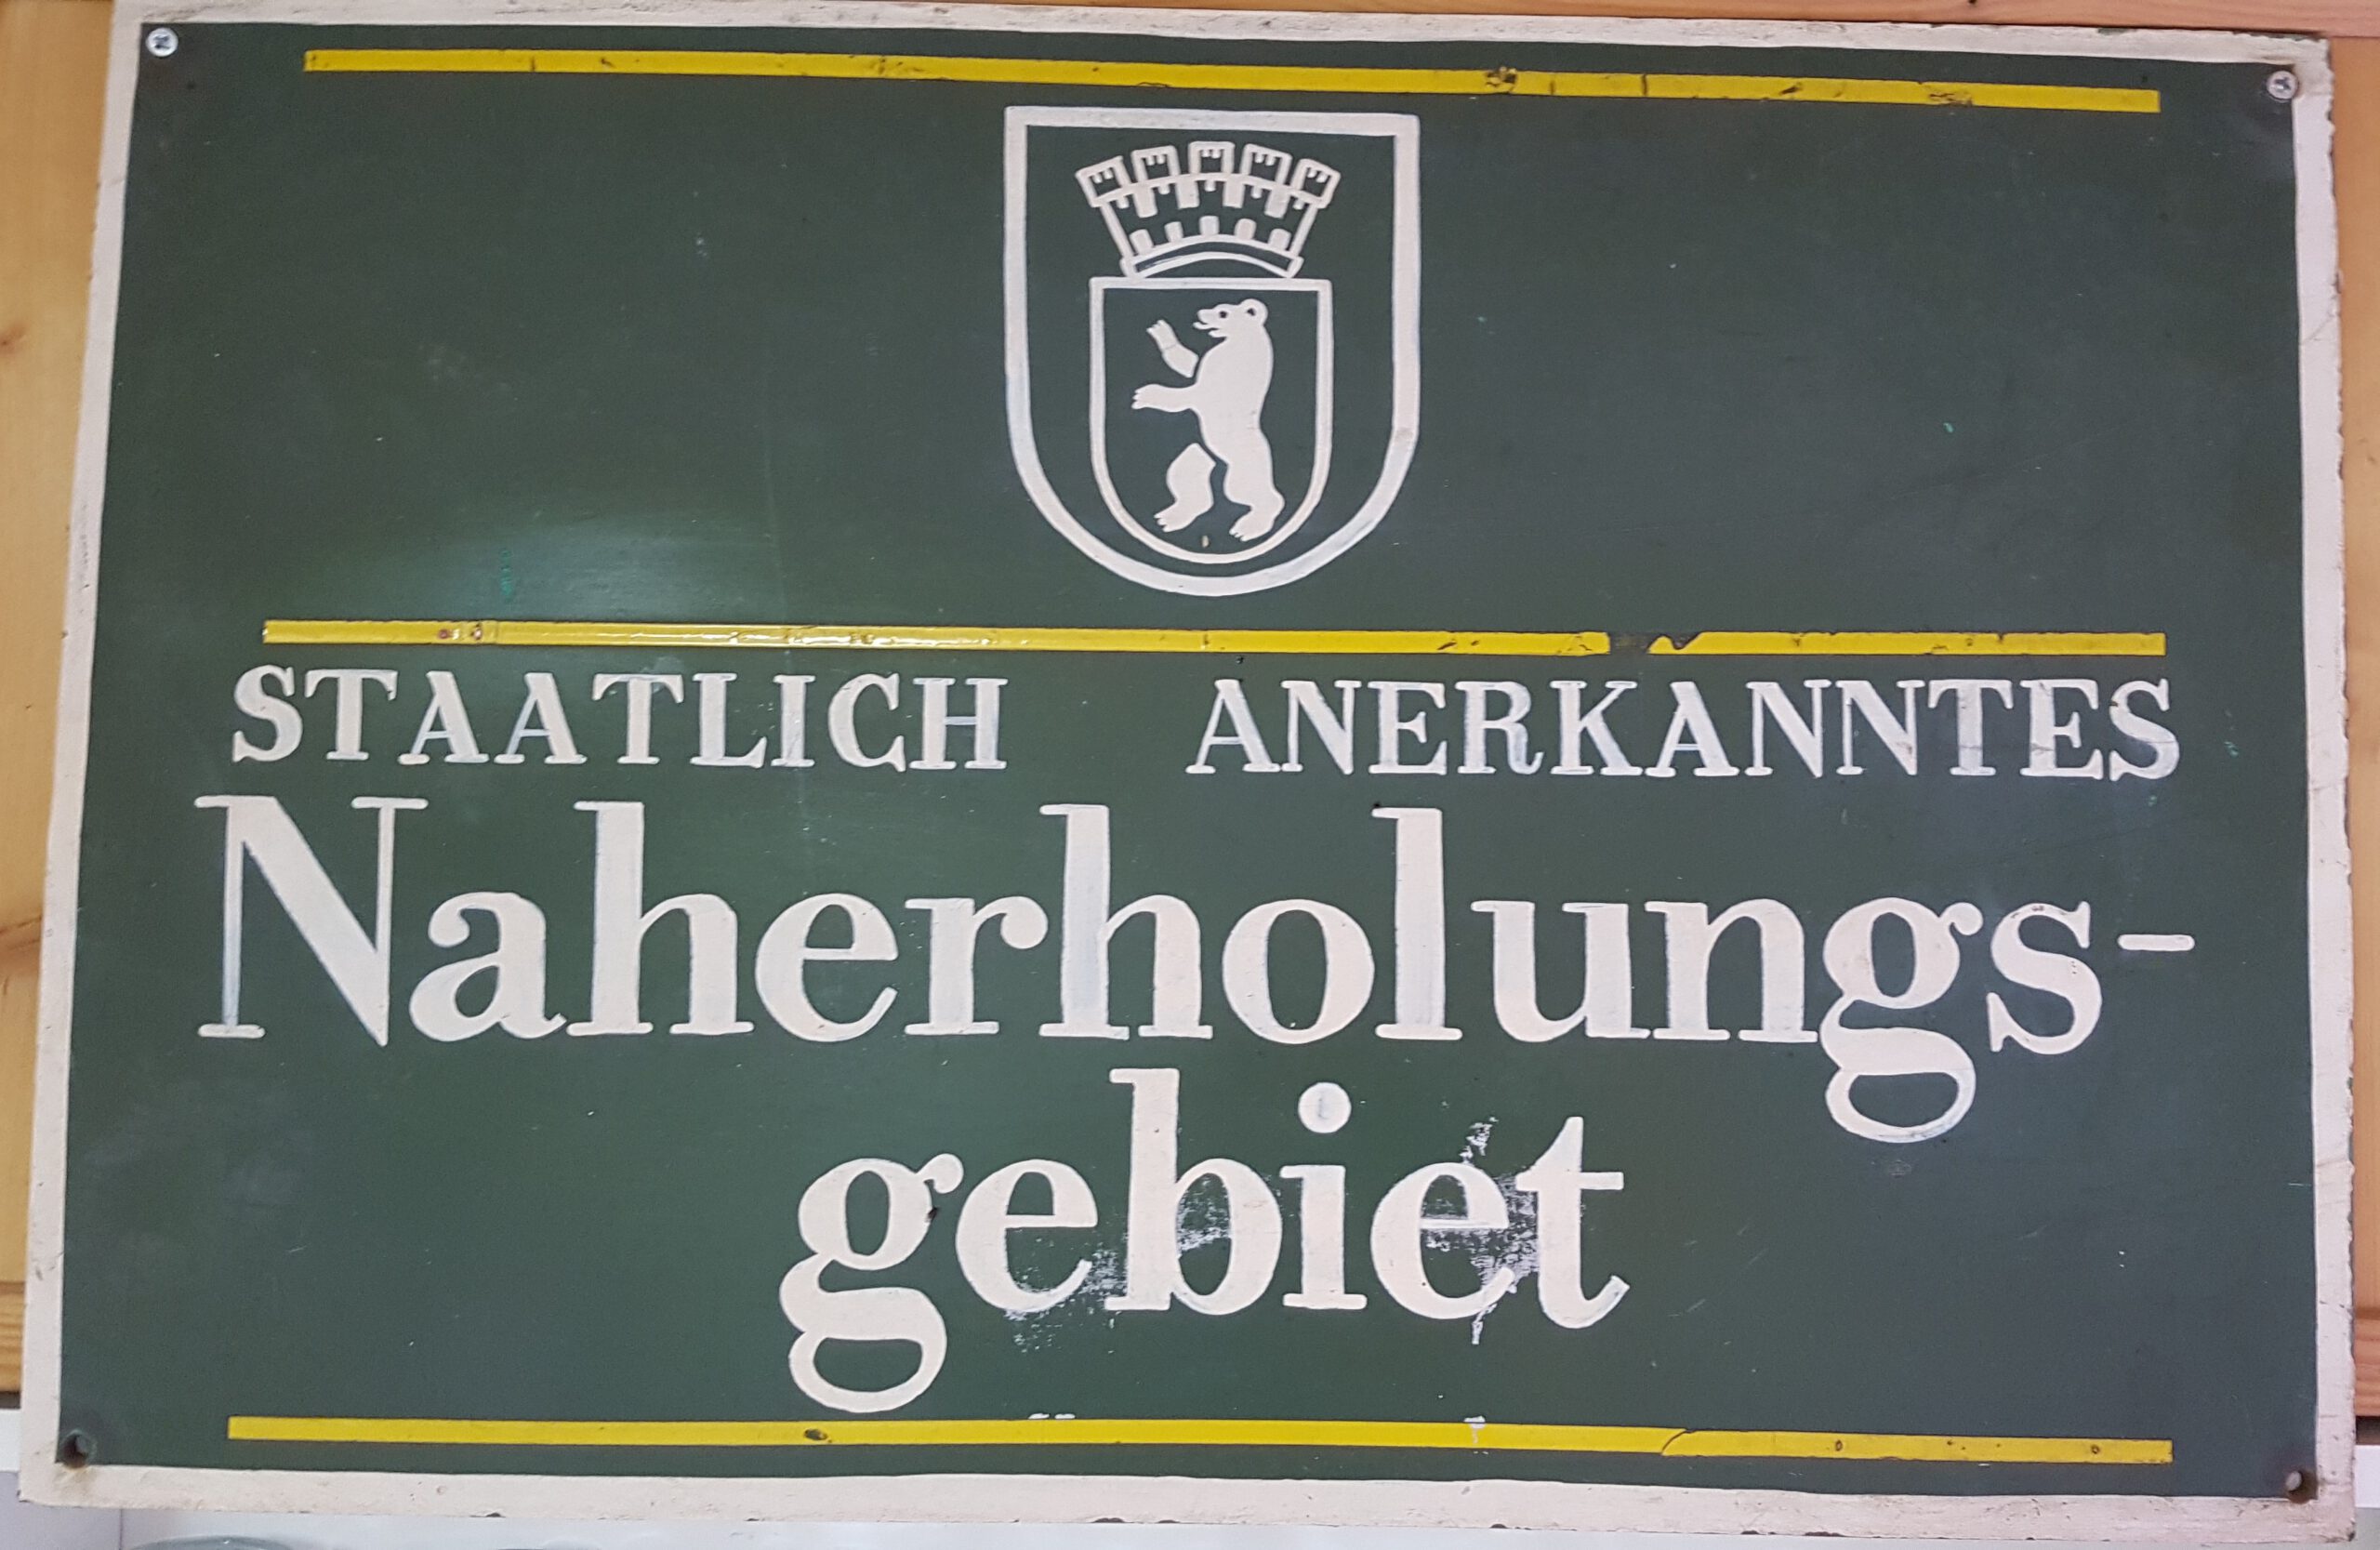 STAATLICH ANERKANNTES
Naherholungs-
gebiet